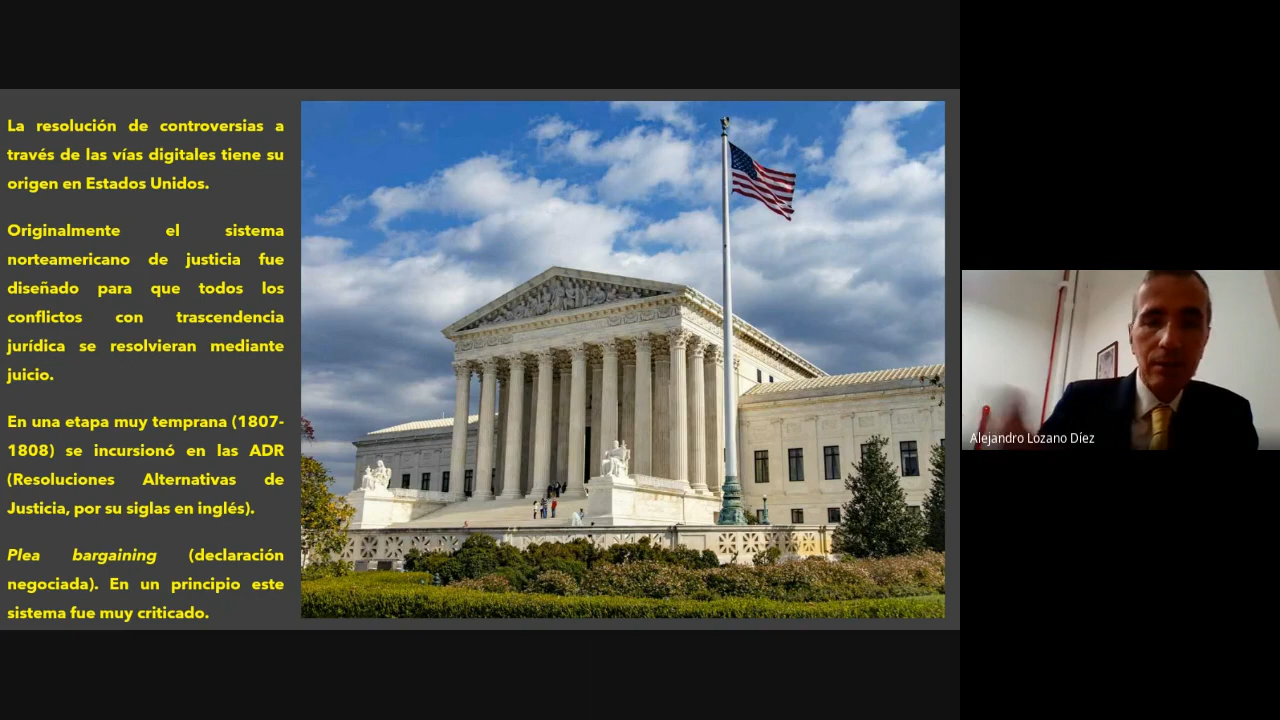 La resolución de controversias a
través de las vías digitales tiene su
origen en Estados Unidos.
Originalmente el sistema
norteamericano de justicia fue
diseñado para que todos los
conflictos con trascendencia
jurídica se resolvieran mediante
juicio.
En una etapa muy temprana (1807-
1808) se incursionó en las ADR
(Resoluciones Alternativas de
Justicia, por su siglas en inglés).
Plea bargaining (declaración
negociada). En un principio este
sistema fue muy criticado.
Alejandro Lozano Díez